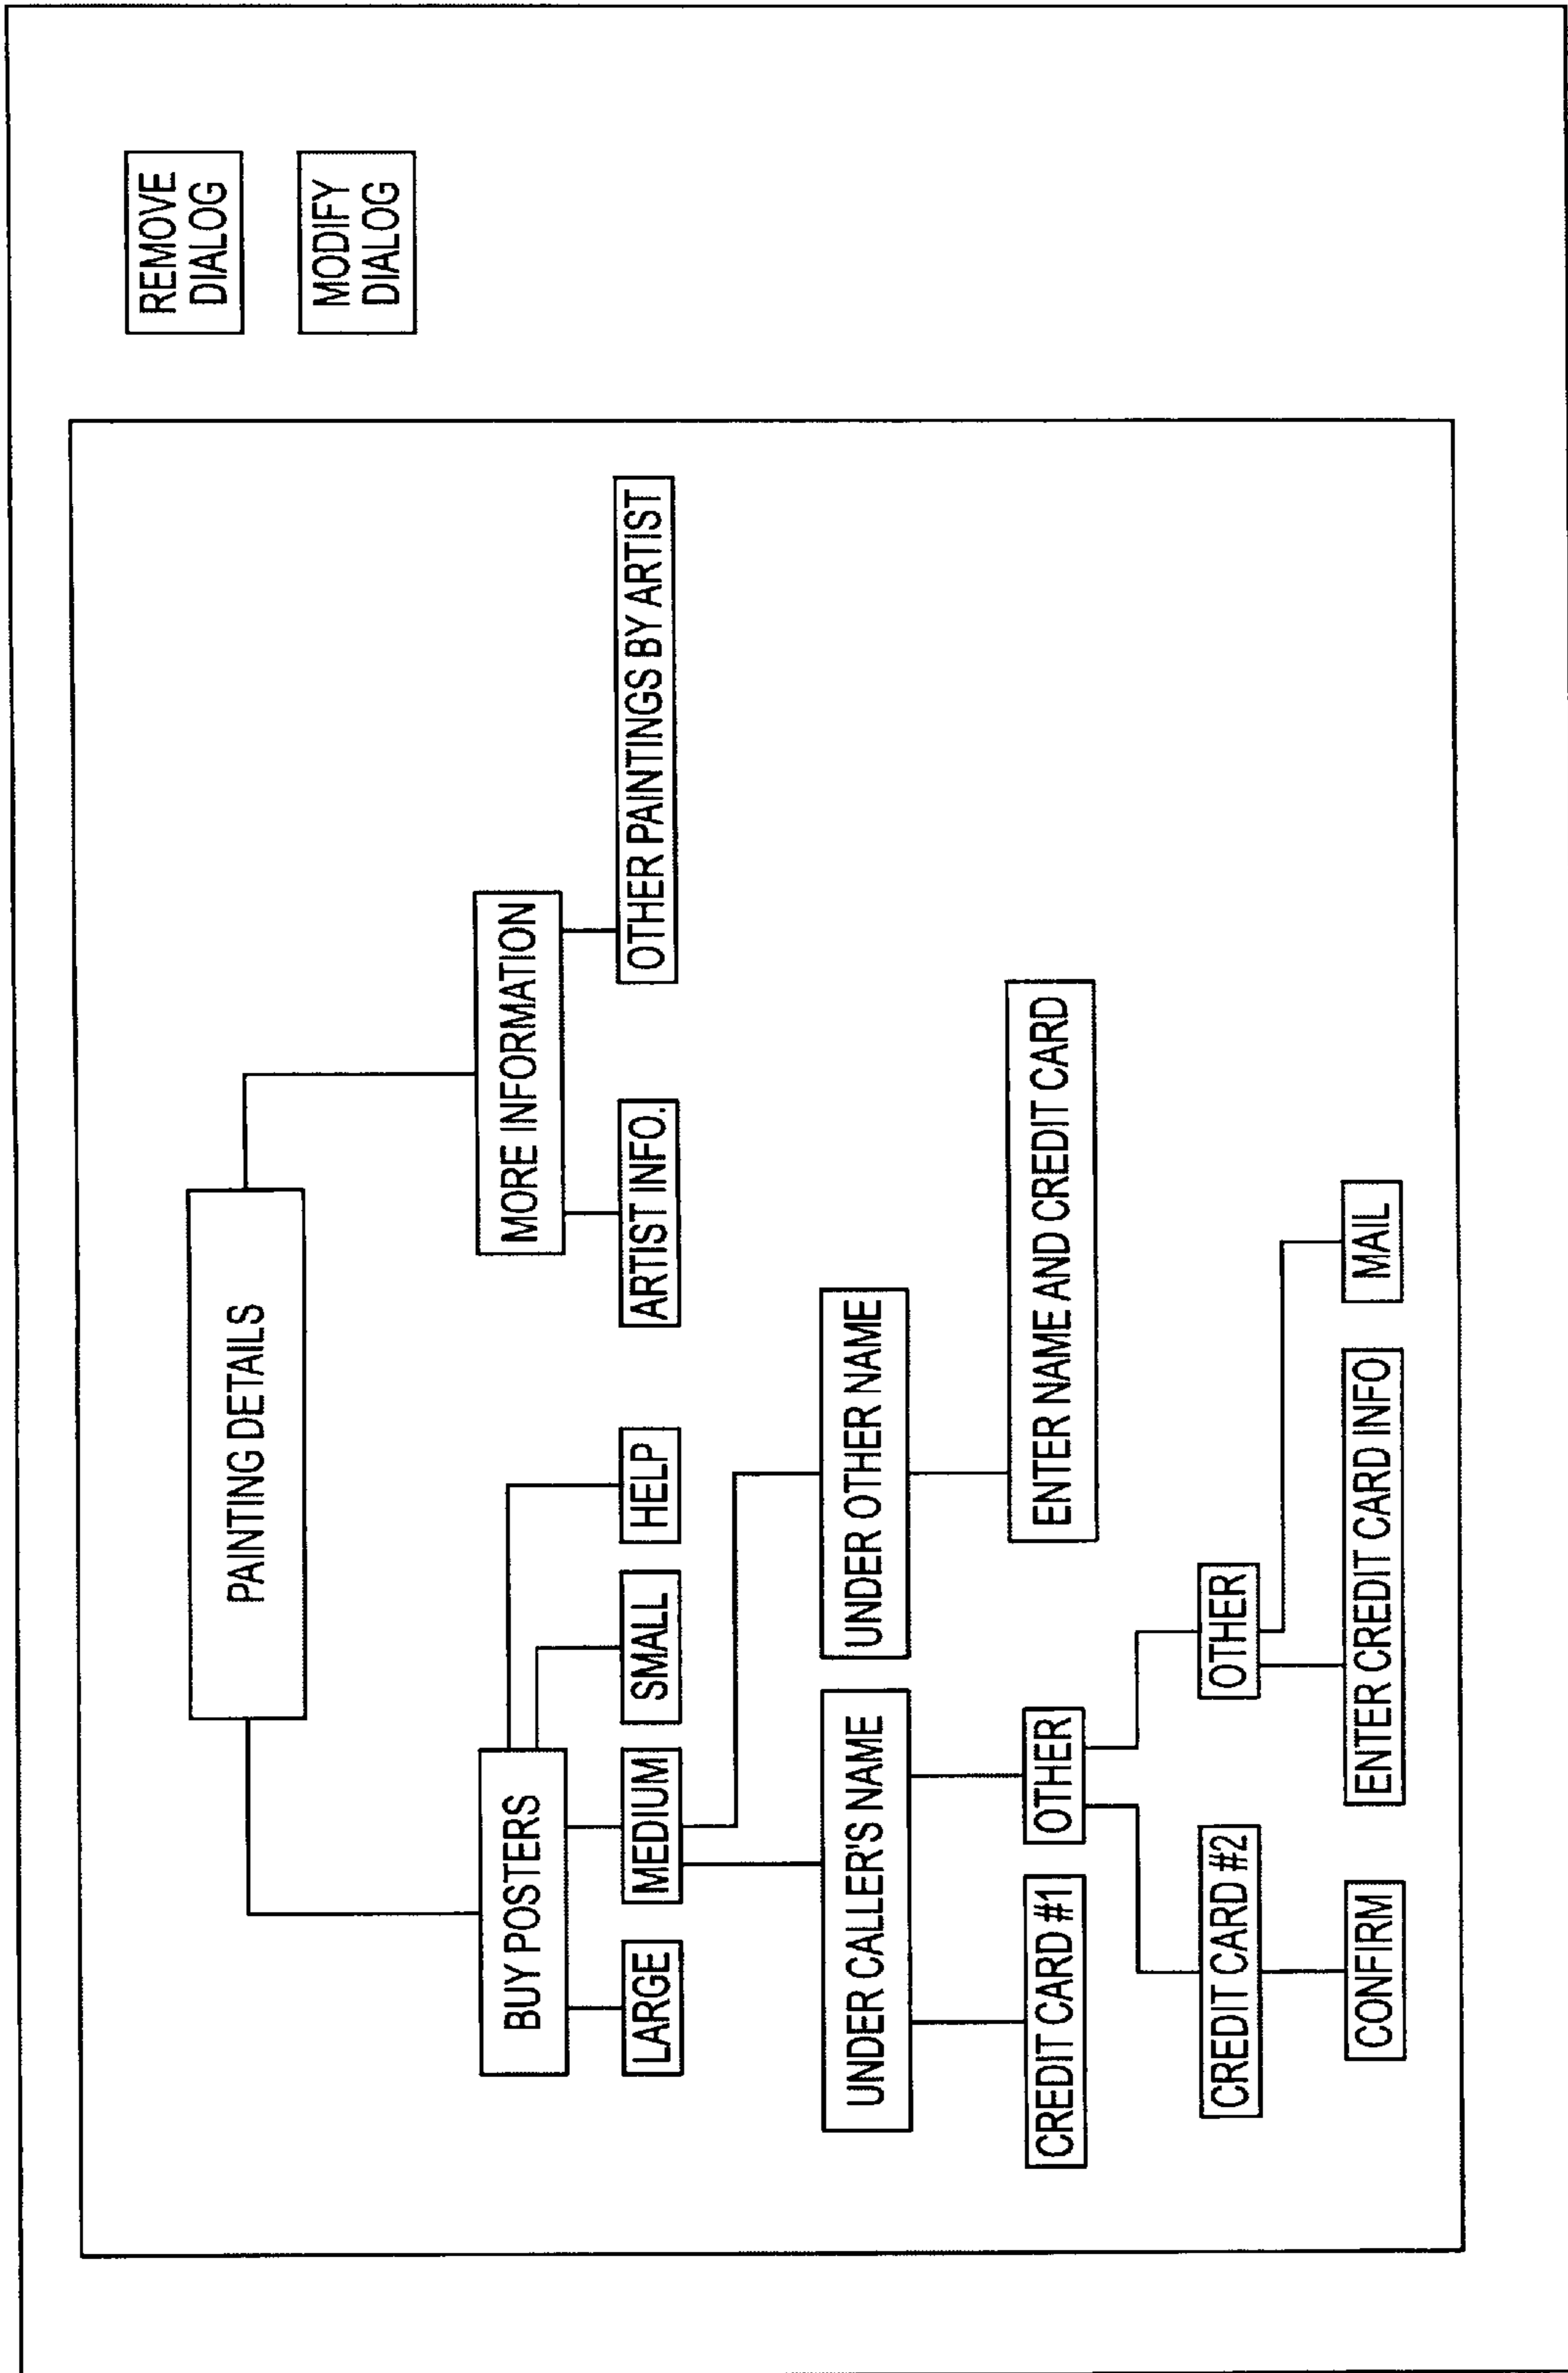 REMOVE
DIALOG
MODIFY
DIALOG
PAINTING DETAILS
BUY POSTERS
MORE INFORMATION
LARGE
MEDIUM
SMALL
HELP
ARTIST INFO.
OTHER PAINTINGS BY ARTIST
UNDER CALLER'S NAME
UNDER OTHER NAME
CREDIT CARD #1
OTHER
ENTER NAME AND CREDIT CARD
CREDIT CARD #2
OTHER
CONFIRM
ENTER CREDIT CARD INFO
MAIL